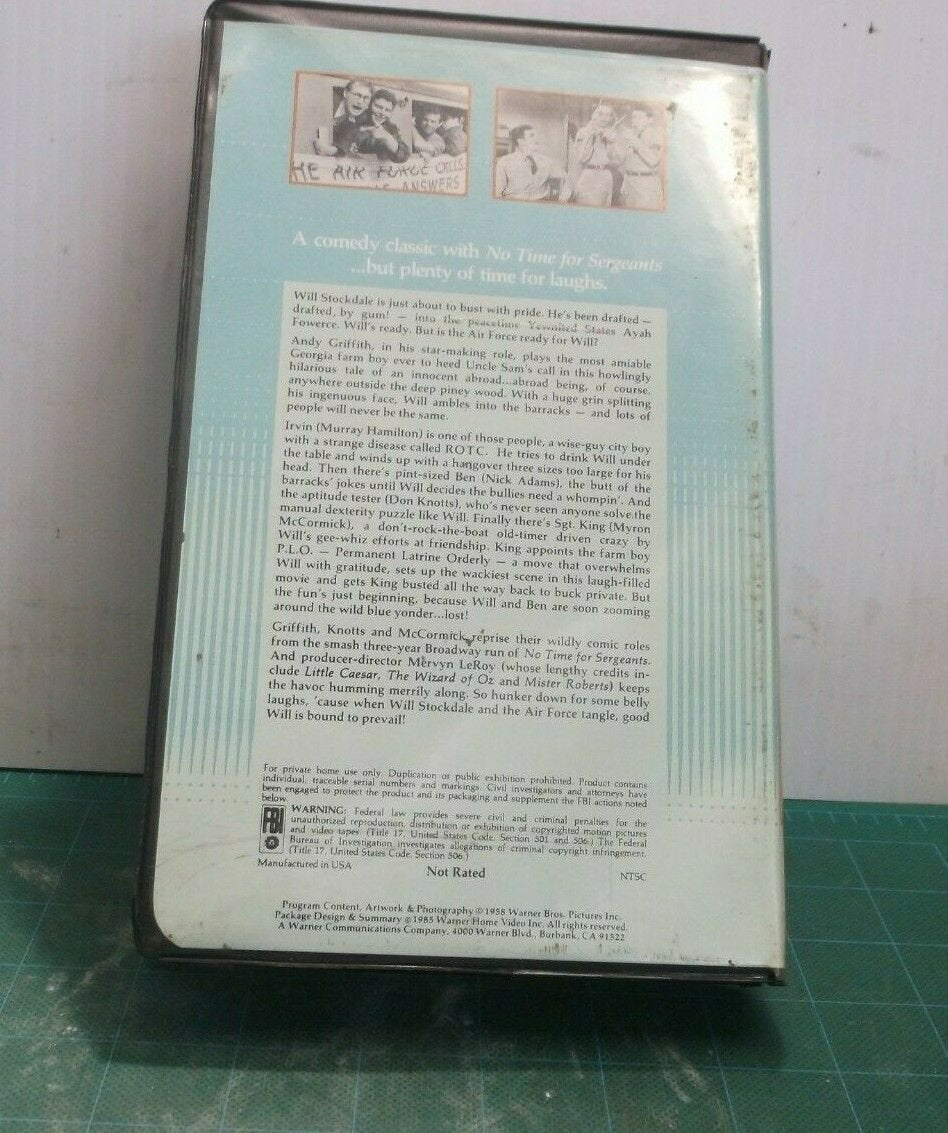 HE AIR FORCE CALLS
ANSWERS
A comedy classic with No Time for Sergeants
...but plenty of time for laughs.
Will Stockdale is just about to bust with pride. He's been drafted —
drafted, by gum! — into the peacetime Yewnited States Ayah
Fowerce. Will's ready. But is the Air Force ready for Will?
Andy Griffith, in his star-making role, plays the most amiable
Georgia farm boy ever to heed Uncle Sam's call in this howlingly
hilarious tale of an innocent abroad...abroad being, of course,
anywhere outside the deep piney wood. With a huge grin splitting
his ingenuous face, Will ambles into the barracks — and lots of
people will never be the same.
Irvin (Murray Hamilton) is one of those people, a wise-guy city boy
with a strange disease called ROTC. He tries to drink Will under
the table and winds up with a hangover three sizes too large for his
head. Then there's pint-sized Ben (Nick Adams), the butt of the
barracks' jokes until Will decides the bullies need a whompin'. And
the aptitude tester (Don Knotts), who's never seen anyone solve the
manual dexterity puzzle like Will. Finally there's Sgt. King (Myron
McCormick), a don't-rock-the-boat old-timer driven crazy by
Will's gee-whiz efforts at friendship. King appoints the farm boy
P.L.O. — Permanent Latrine Orderly — a move that overwhelms
Will with gratitude, sets up the wackiest scene in this laugh-filled
movie and gets King busted all the way back to buck private. But
the fun's just beginning, because Will and Ben are soon zooming
around the wild blue yonder...lost!
Griffith, Knotts and McCormick reprise their wildly comic roles
from the smash three-year Broadway run of No Time for Sergeants.
And producer-director Mervyn LeRoy (whose lengthy credits in-
clude Little Caesar, The Wizard of Oz and Mister Roberts) keeps
the havoc humming merrily along. So hunker down for some belly
laughs, 'cause when Will Stockdale and the Air Force tangle, good
Will is bound to prevail!
For private home use only. Duplication or public exhibition prohibited. Product contains
individual, traceable serial numbers and markings. Civil investigators and attorneys have
been engaged to protect the product and its packaging and supplement the FBI actions noted
below.
FBI
WARNING: Federal law provides severe civil and criminal penalties for the
unauthorized reproduction, distribution or exhibition of copyrighted motion pictures
and video tapes. (Title 17, United States Code, Section 501 and 506.) The Federal
Bureau of Investigation investigates allegations of criminal copyright infringement.
(Title 17, United States Code, Section 506.)
Manufactured in USA
Not Rated
NTSC
Program Content, Artwork & Photography © 1958 Warner Bros. Pictures Inc.
Package Design & Summary © 1985 Warner Home Video Inc. All rights reserved.
A Warner Communications Company, 4000 Warner Blvd., Burbank, CA 91522